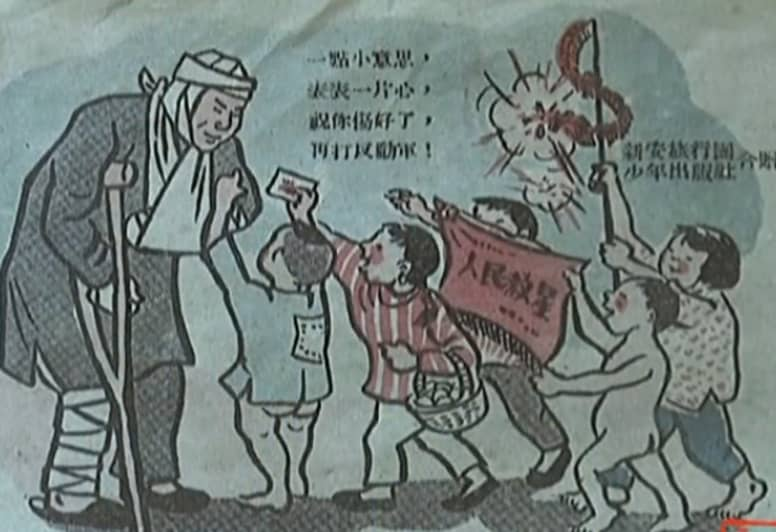 一點小意思，
表表一片心，
祝你傷好了，
再打反動軍！
新安旅行團
少年出版社
合贈
人民救星